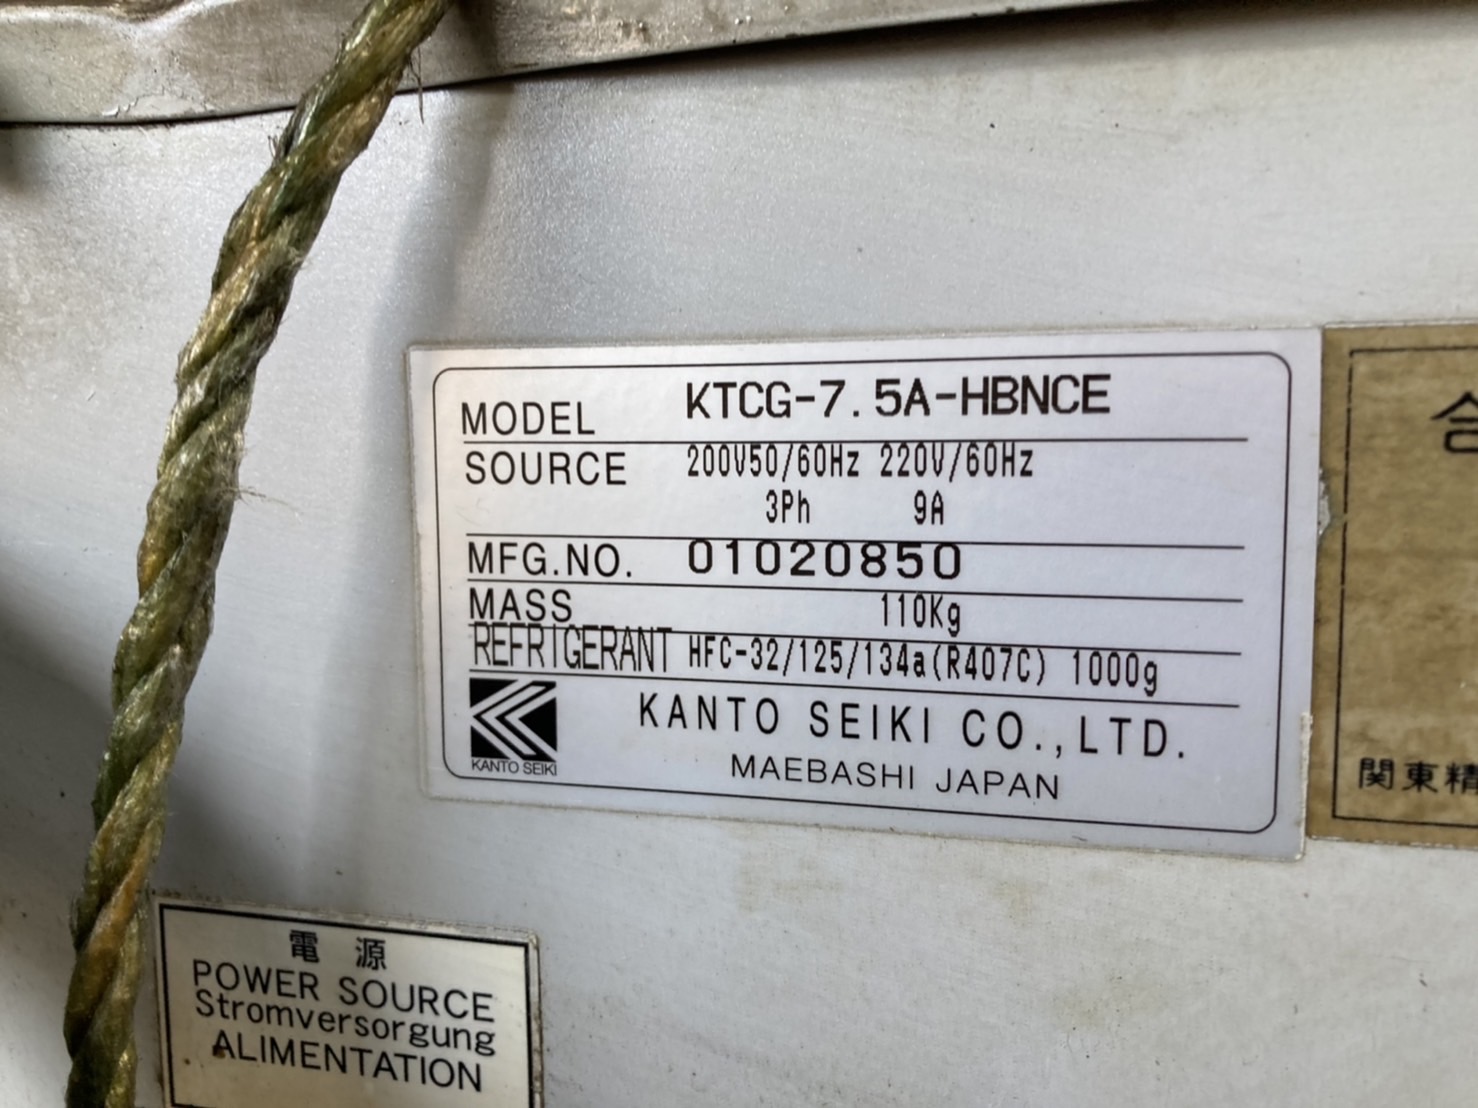 MODEL KTCG-7.5A-HBNCE
SOURCE 200V50/60Hz 220V/60Hz
3Ph 9A
MFG.NO. 01020850
MASS 110Kg
REFRIGERANT HFC-32/125/134a(R407C) 1000g
KANTO SEIKI CO.,LTD.
KANTO SEIKI
MAEBASHI JAPAN
関東精
電源
POWER SOURCE
Stromversorgung
ALIMENTATION